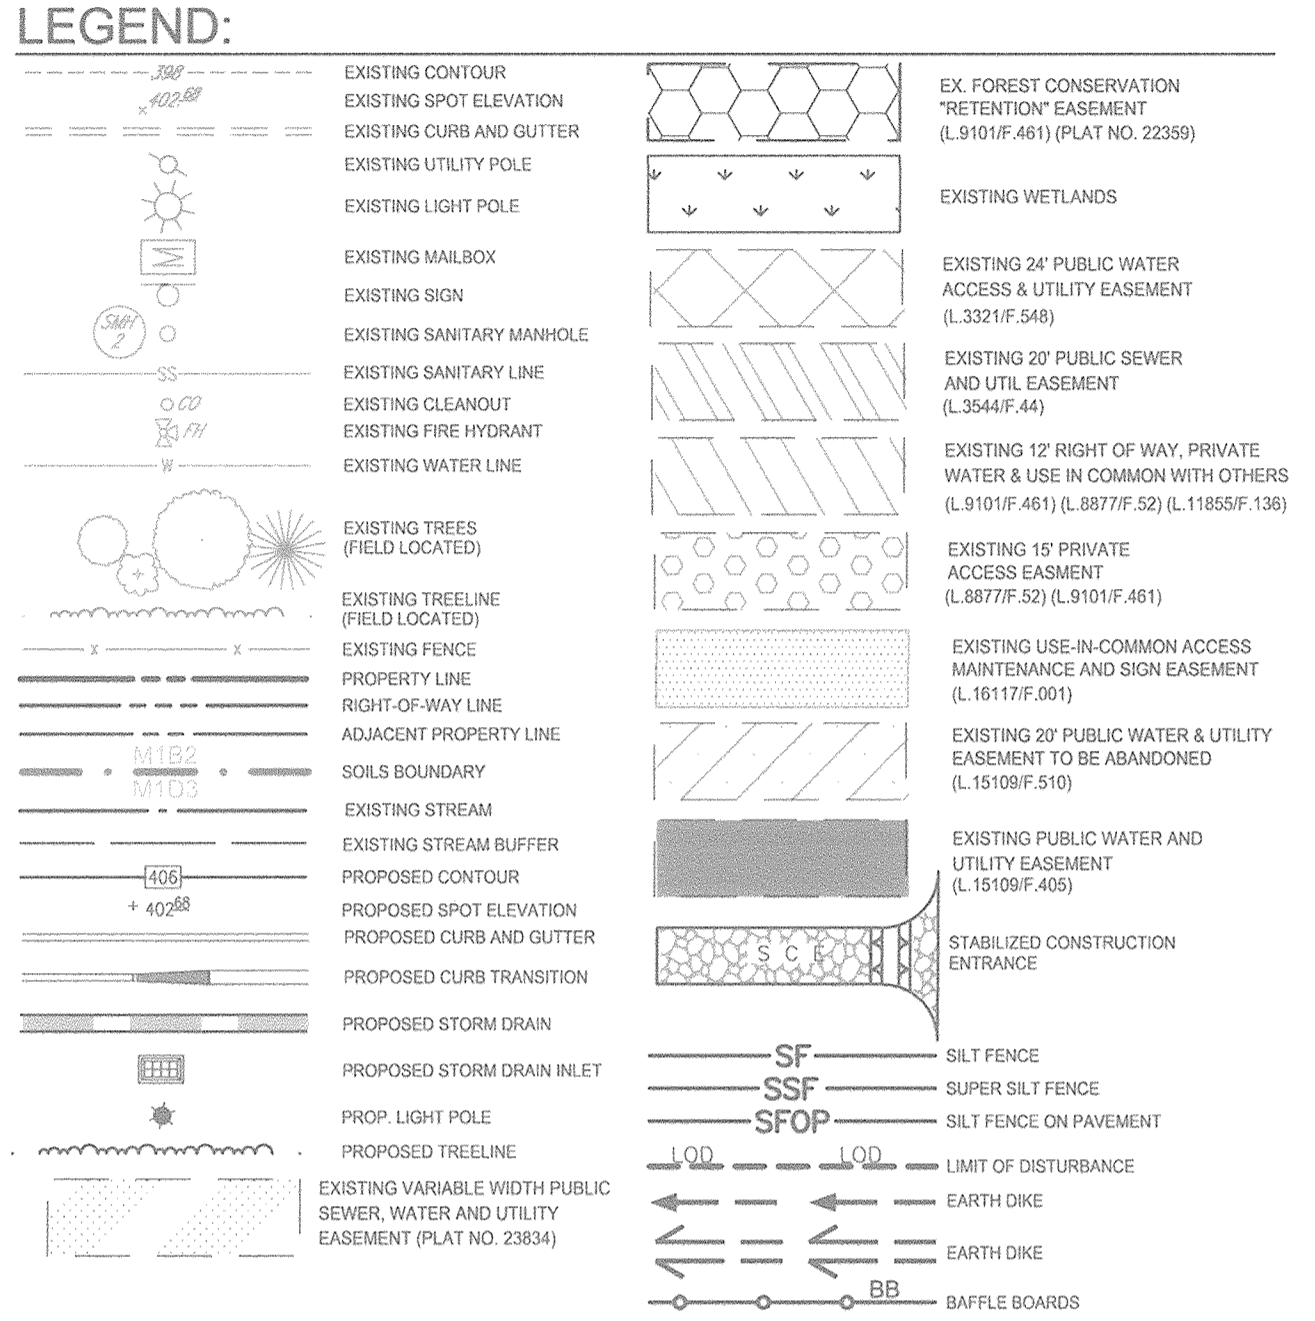 LEGEND:
398 EXISTING CONTOUR
x 402.68 EXISTING SPOT ELEVATION
EXISTING CURB AND GUTTER
EXISTING UTILITY POLE
EXISTING LIGHT POLE
M EXISTING MAILBOX
EXISTING SIGN
SMH
2
EXISTING SANITARY MANHOLE
SS EXISTING SANITARY LINE
CO EXISTING CLEANOUT
FH EXISTING FIRE HYDRANT
W EXISTING WATER LINE
EXISTING TREES
(FIELD LOCATED)
EXISTING TREELINE
(FIELD LOCATED)
x x EXISTING FENCE
PROPERTY LINE
RIGHT-OF-WAY LINE
ADJACENT PROPERTY LINE
M1B2
SOILS BOUNDARY
M1D3
EXISTING STREAM
EXISTING STREAM BUFFER
406 PROPOSED CONTOUR
+ 40268 PROPOSED SPOT ELEVATION
PROPOSED CURB AND GUTTER
PROPOSED CURB TRANSITION
PROPOSED STORM DRAIN
PROPOSED STORM DRAIN INLET
PROP. LIGHT POLE
PROPOSED TREELINE
EXISTING VARIABLE WIDTH PUBLIC
SEWER, WATER AND UTILITY
EASEMENT (PLAT NO. 23834)
EX. FOREST CONSERVATION
"RETENTION" EASEMENT
(L.9101/F.461) (PLAT NO. 22359)
EXISTING WETLANDS
EXISTING 24' PUBLIC WATER
ACCESS & UTILITY EASEMENT
(L.3321/F.548)
EXISTING 20' PUBLIC SEWER
AND UTIL EASEMENT
(L.3544/F.44)
EXISTING 12' RIGHT OF WAY, PRIVATE
WATER & USE IN COMMON WITH OTHERS
(L.9101/F.461) (L.8877/F.52) (L.11855/F.136)
EXISTING 15' PRIVATE
ACCESS EASMENT
(L.8877/F.52) (L.9101/F.461)
EXISTING USE-IN-COMMON ACCESS
MAINTENANCE AND SIGN EASEMENT
(L.16117/F.001)
EXISTING 20' PUBLIC WATER & UTILITY
EASEMENT TO BE ABANDONED
(L.15109/F.510)
EXISTING PUBLIC WATER AND
UTILITY EASEMENT
(L.15109/F.405)
S C E
STABILIZED CONSTRUCTION
ENTRANCE
SF SILT FENCE
SSF SUPER SILT FENCE
SFOP SILT FENCE ON PAVEMENT
LOD LOD
LIMIT OF DISTURBANCE
EARTH DIKE
EARTH DIKE
BB
BAFFLE BOARDS